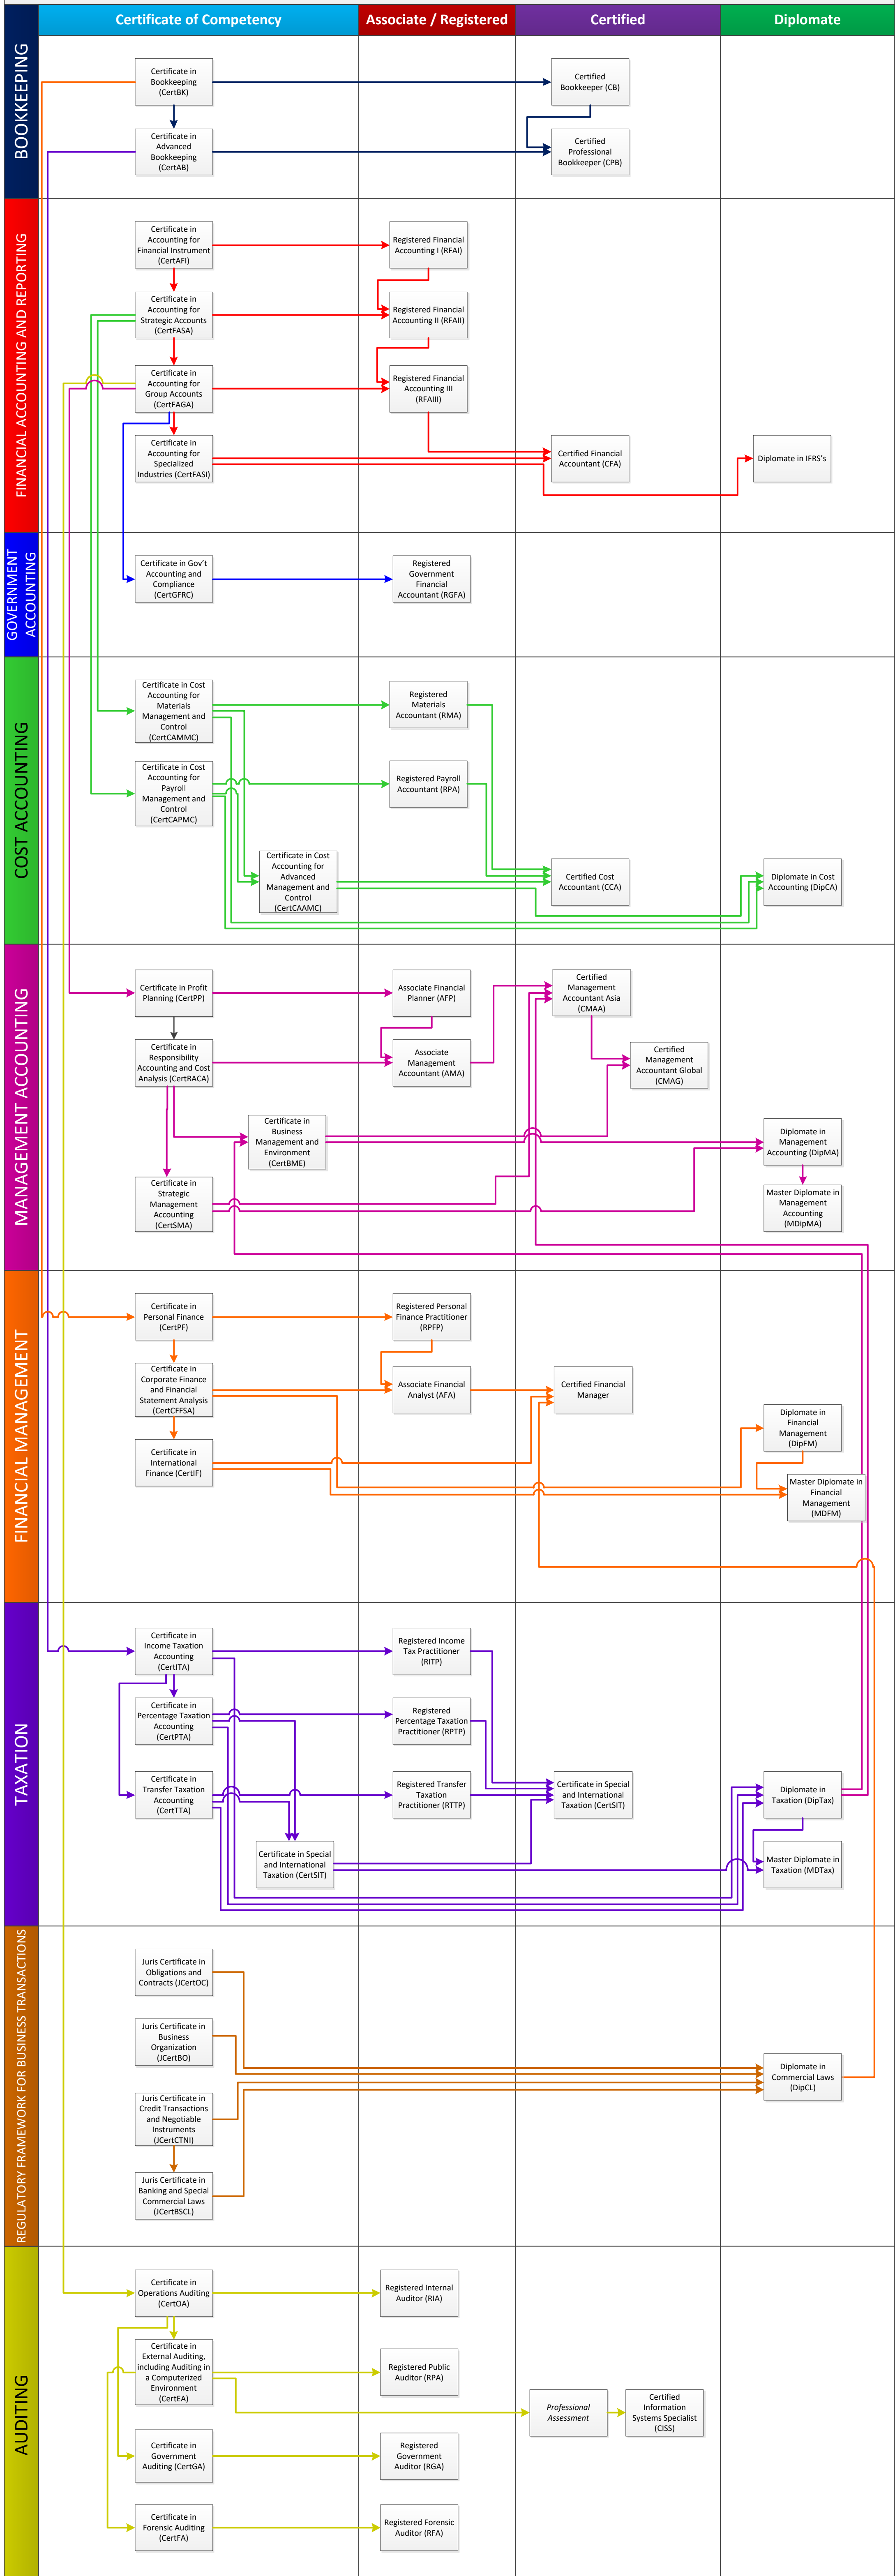 Certificate of Competency
Associate / Registered
Certified
Diplomate
BOOKKEEPING
Certificate in
Bookkeeping
(CertBK)
Certified
Bookkeeper (CB)
Certificate in
Advanced
Bookkeeping
(CertAB)
Certified
Professional
Bookkeeper (CPB)
FINANCIAL ACCOUNTING AND REPORTING
Certificate in
Accounting for
Financial Instrument
(CertAFI)
Registered Financial
Accounting I (RFAI)
Certificate in
Accounting for
Strategic Accounts
(CertFASA)
Registered Financial
Accounting II (RFAII)
Certificate in
Accounting for
Group Accounts
(CertFAGA)
Registered Financial
Accounting III
(RFAIII)
Certificate in
Accounting for
Specialized
Industries (CertFASI)
Certified Financial
Accountant (CFA)
Diplomate in IFRS's
GOVERNMENT
ACCOUNTING
Certificate in Gov't
Accounting and
Compliance
(CertGFRC)
Registered
Government
Financial
Accountant (RGFA)
COST ACCOUNTING
Certificate in Cost
Accounting for
Materials
Management and
Control
(CertCAMMC)
Registered
Materials
Accountant (RMA)
Certificate in Cost
Accounting for
Payroll
Management and
Control
(CertCAPMC)
Registered Payroll
Accountant (RPA)
Certificate in Cost
Accounting for
Advanced
Management and
Control
(CertCAAMC)
Certified Cost
Accountant (CCA)
Diplomate in Cost
Accounting (DipCA)
MANAGEMENT ACCOUNTING
Certificate in Profit
Planning (CertPP)
Associate Financial
Planner (AFP)
Certified
Management
Accountant Asia
(CMAA)
Certificate in
Responsibility
Accounting and Cost
Analysis (CertRACA)
Associate
Management
Accountant (AMA)
Certified
Management
Accountant Global
(CMAG)
Certificate in
Business
Management and
Environment
(CertBME)
Diplomate in
Management
Accounting (DipMA)
Certificate in
Strategic
Management
Accounting
(CertSMA)
Master Diplomate in
Management
Accounting
(MDipMA)
FINANCIAL MANAGEMENT
Certificate in
Personal Finance
(CertPF)
Registered Personal
Finance Practitioner
(RPFP)
Certificate in
Corporate Finance
and Financial
Statement Analysis
(CertCFFSA)
Associate Financial
Analyst (AFA)
Certified Financial
Manager
Diplomate in
Financial
Management
(DipFM)
Certificate in
International
Finance (CertIF)
Master Diplomate in
Financial
Management
(MDFM)
TAXATION
Certificate in
Income Taxation
Accounting
(CertITA)
Registered Income
Tax Practitioner
(RITP)
Certificate in
Percentage Taxation
Accounting
(CertPTA)
Registered
Percentage Taxation
Practitioner (RPTP)
Certificate in
Transfer Taxation
Accounting
(CertTTA)
Registered Transfer
Taxation
Practitioner (RTTP)
Certificate in Special
and International
Taxation (CertSIT)
Diplomate in
Taxation (DipTax)
Certificate in Special
and International
Taxation (CertSIT)
Master Diplomate in
Taxation (MDTax)
REGULATORY FRAMEWORK FOR BUSINESS TRANSACTIONS
Juris Certificate in
Obligations and
Contracts (JCertOC)
Juris Certificate in
Business
Organization
(JCertBO)
Juris Certificate in
Credit Transactions
and Negotiable
Instruments
(JCertCTNI)
Diplomate in
Commercial Laws
(DipCL)
Juris Certificate in
Banking and Special
Commercial Laws
(JCertBSCL)
AUDITING
Certificate in
Operations Auditing
(CertOA)
Registered Internal
Auditor (RIA)
Certificate in
External Auditing,
including Auditing in
a Computerized
Environment
(CertEA)
Registered Public
Auditor (RPA)
Professional
Assessment
Certified
Information
Systems Specialist
(CISS)
Certificate in
Government
Auditing (CertGA)
Registered
Government
Auditor (RGA)
Certificate in
Forensic Auditing
(CertFA)
Registered Forensic
Auditor (RFA)